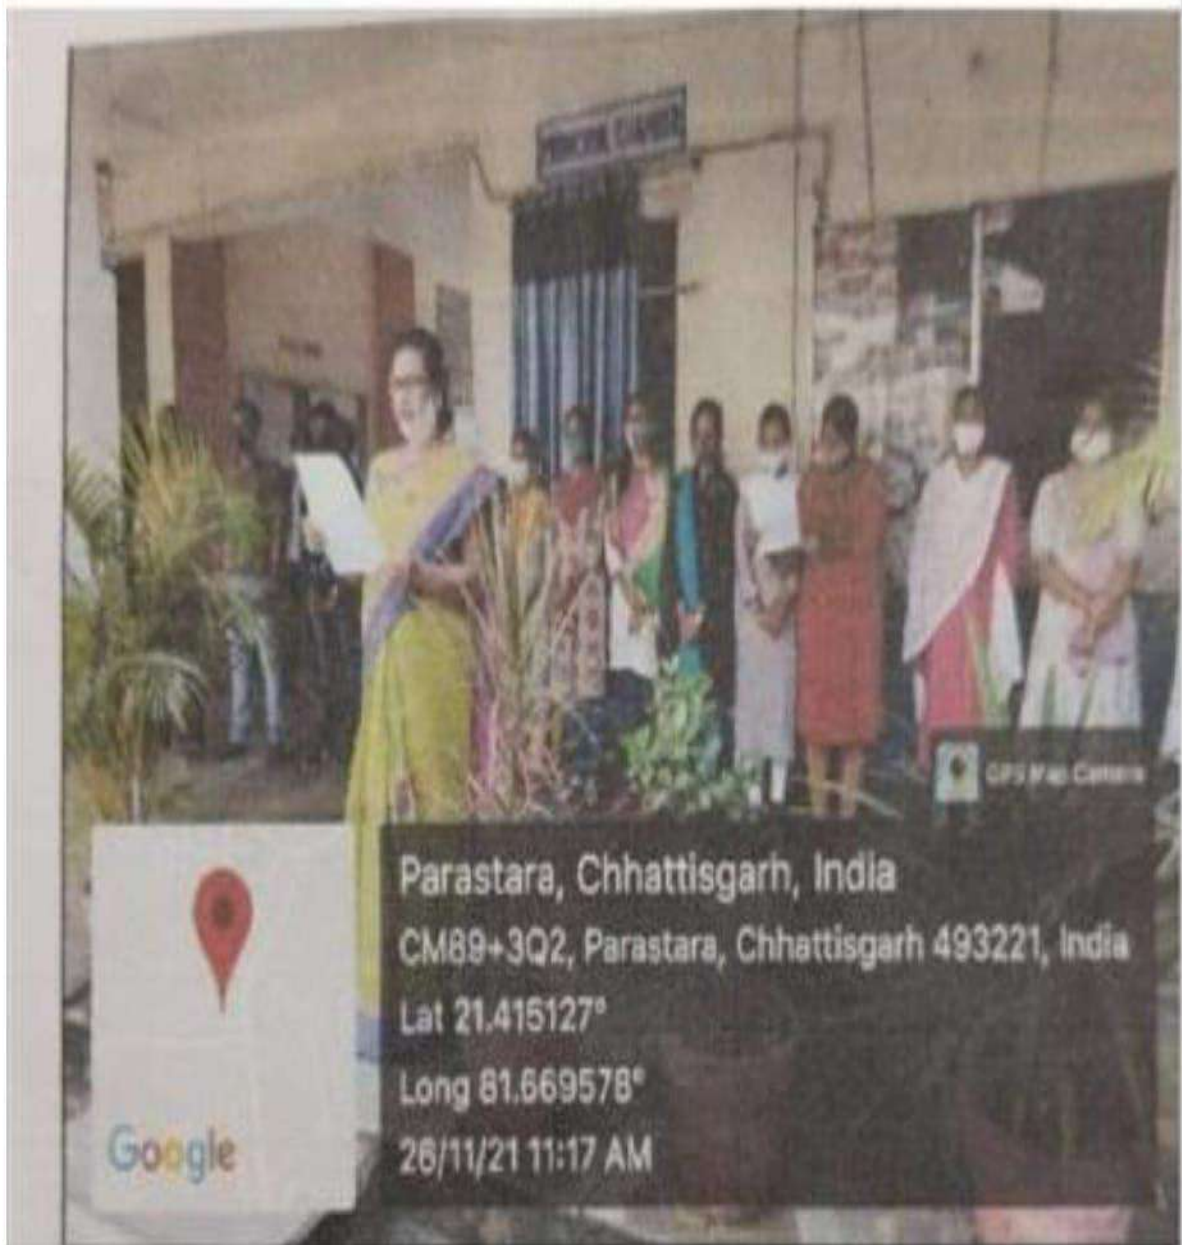 GPS Map Camera
Parastara, Chhattisgarh, India
CM89+3Q2, Parastara, Chhattisgarh 493221, India
Lat 21.415127°
Long 81.669578°
26/11/21 11:17 AM
Google